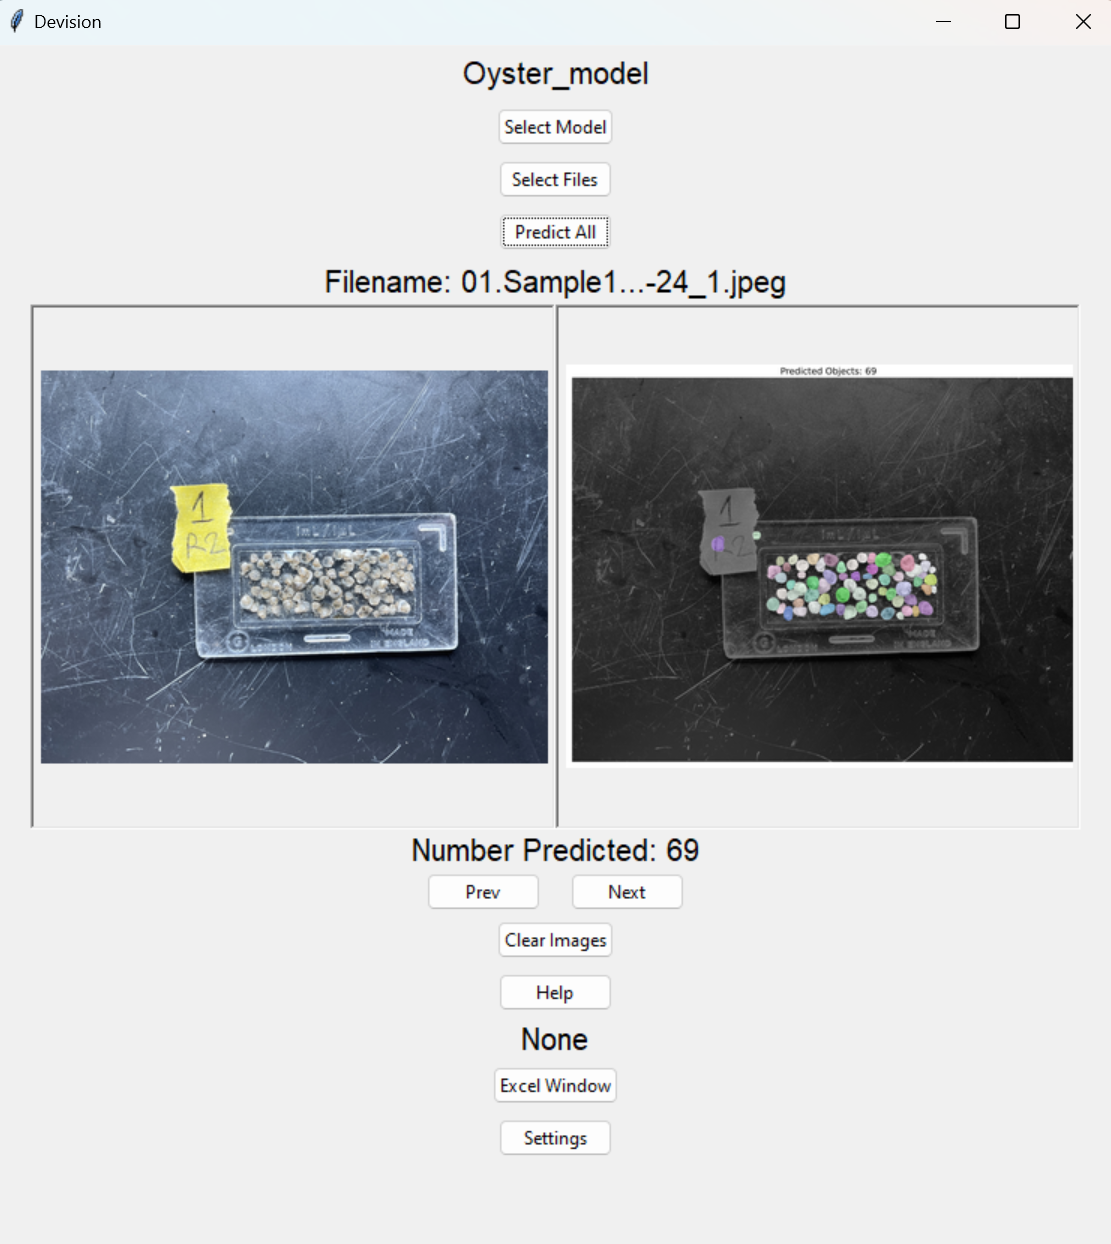 Devision
Oyster_model
Select Model
Select Files
Predict All
Filename: 01.Sample1...-24_1.jpeg
Predicted Objects: 69
1
R2
1mL/1µL
LONDON
MADE
IN ENGLAND
1
R2
1mL/1µL
LONDON
MADE
IN ENGLAND
Number Predicted: 69
Prev
Next
Clear Images
Help
None
Excel Window
Settings